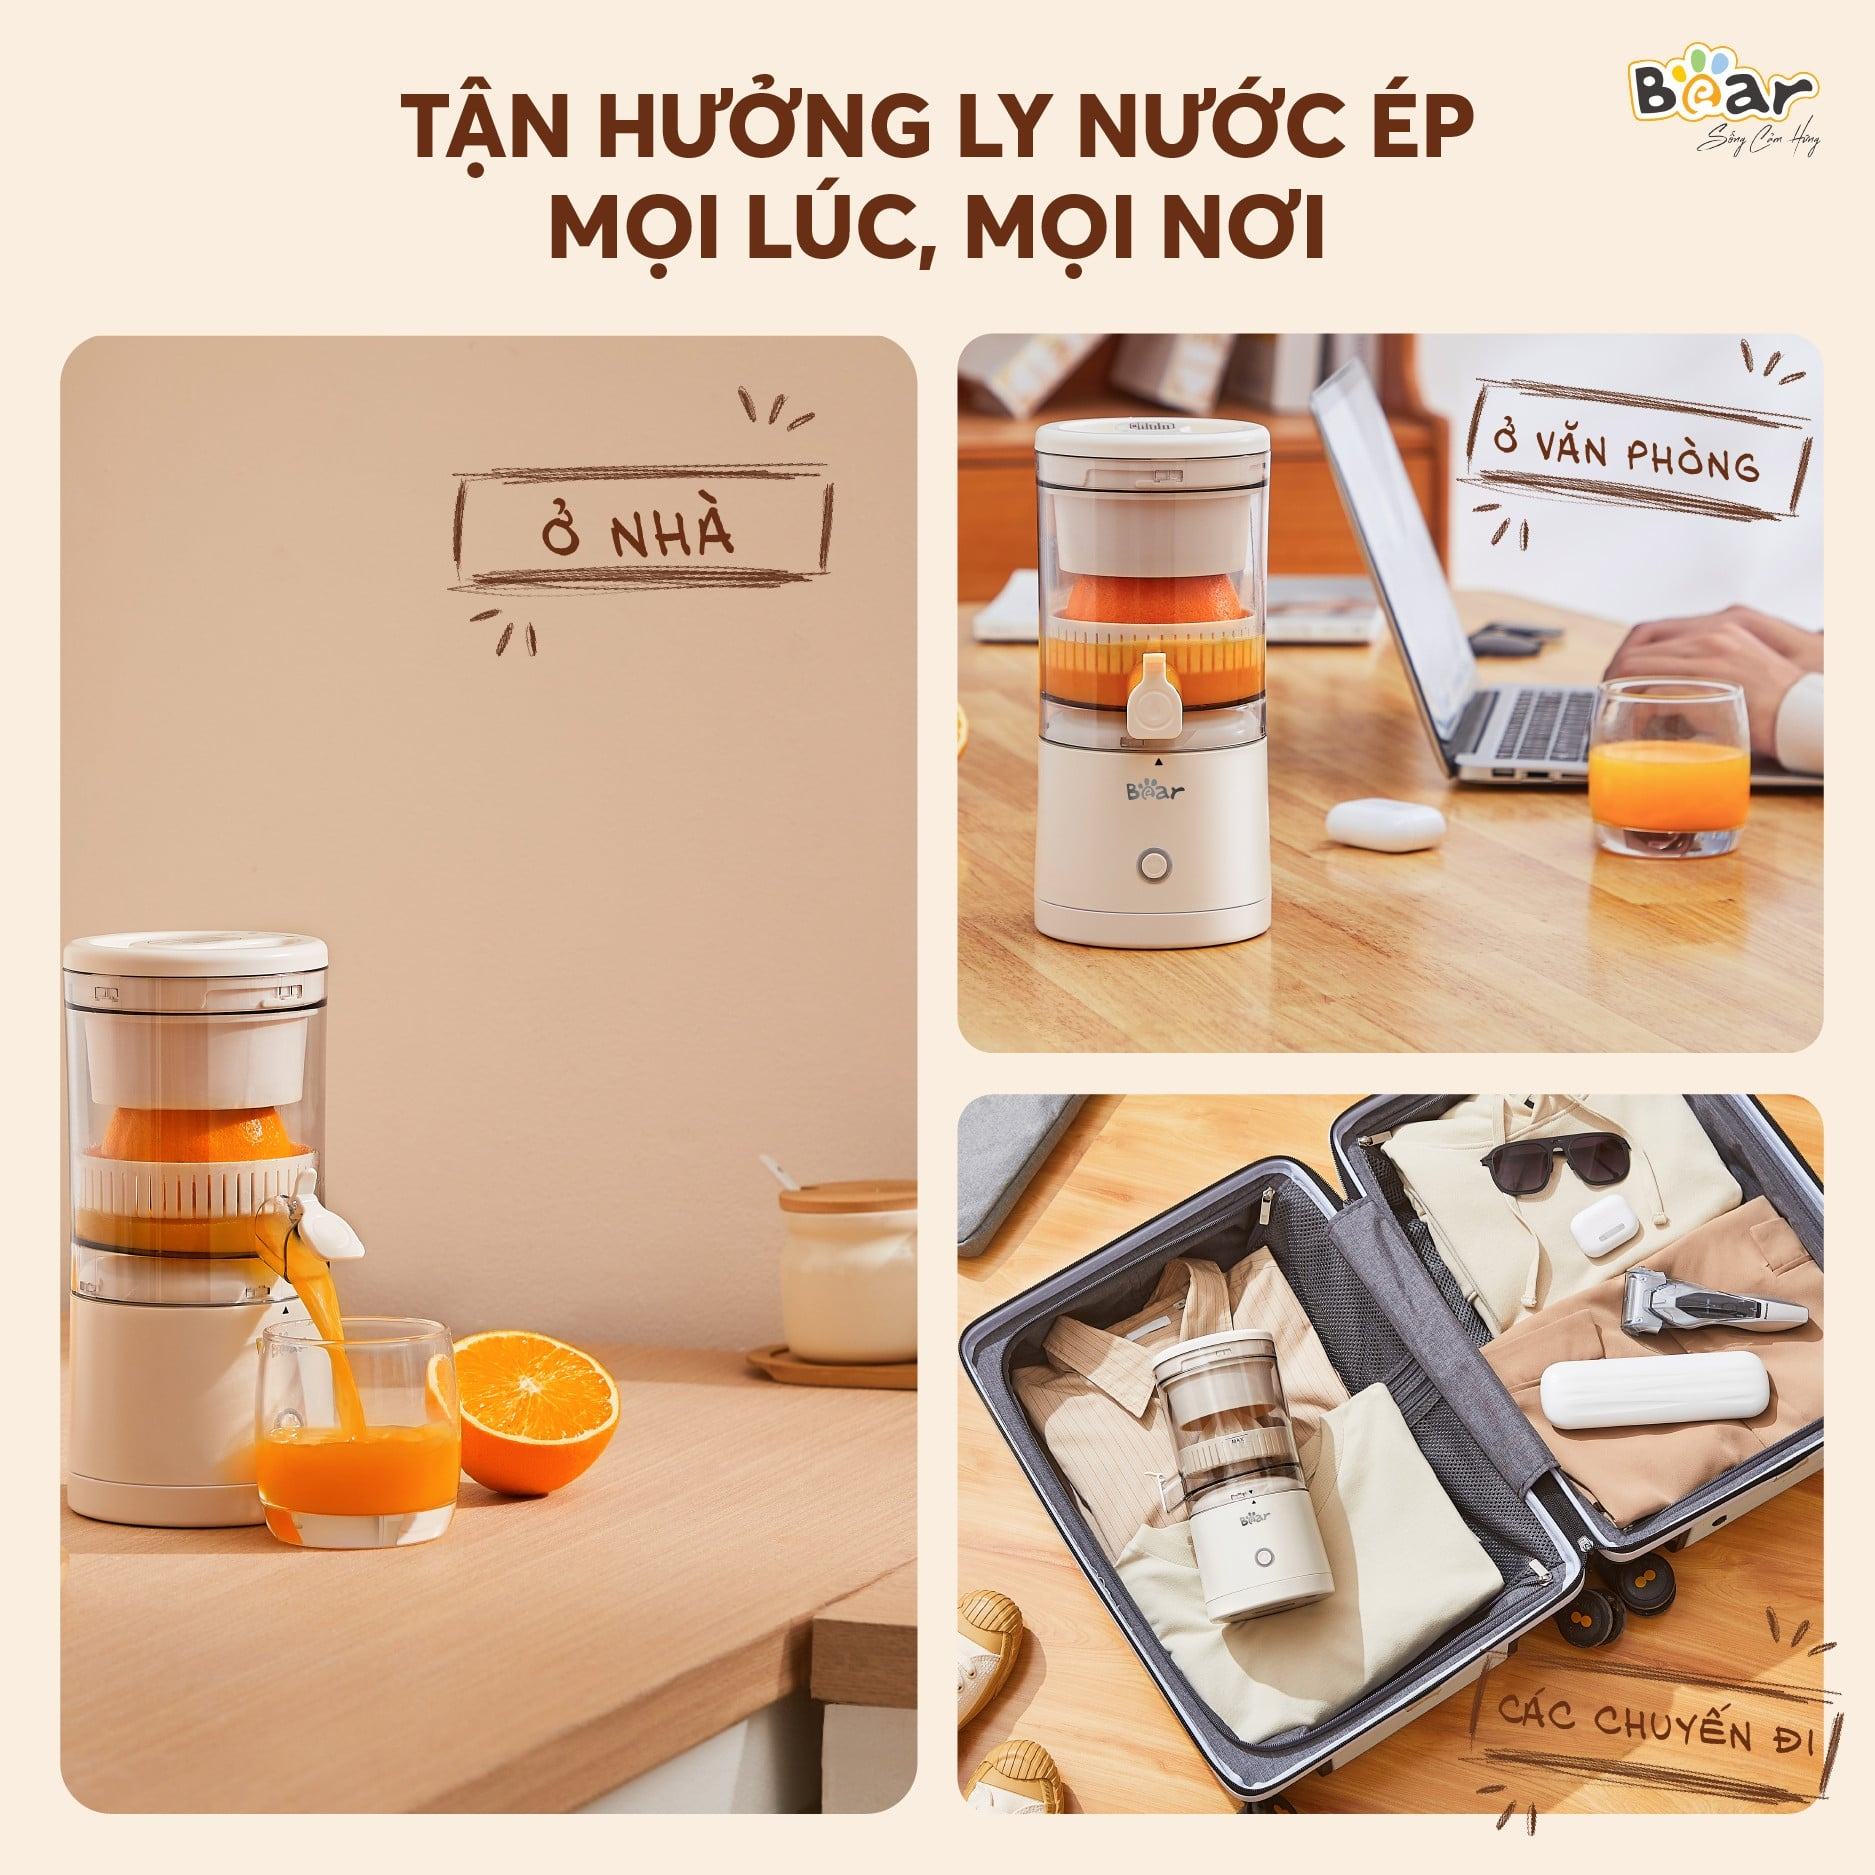 TẬN HƯỞNG LY NƯỚC ÉP
MỌI LÚC, MỌI NƠI
Bear
Sống Cảm Hứng
Ở NHÀ
Ở VĂN PHÒNG
Bear
MAX
Bear
CÁC CHUYẾN ĐI